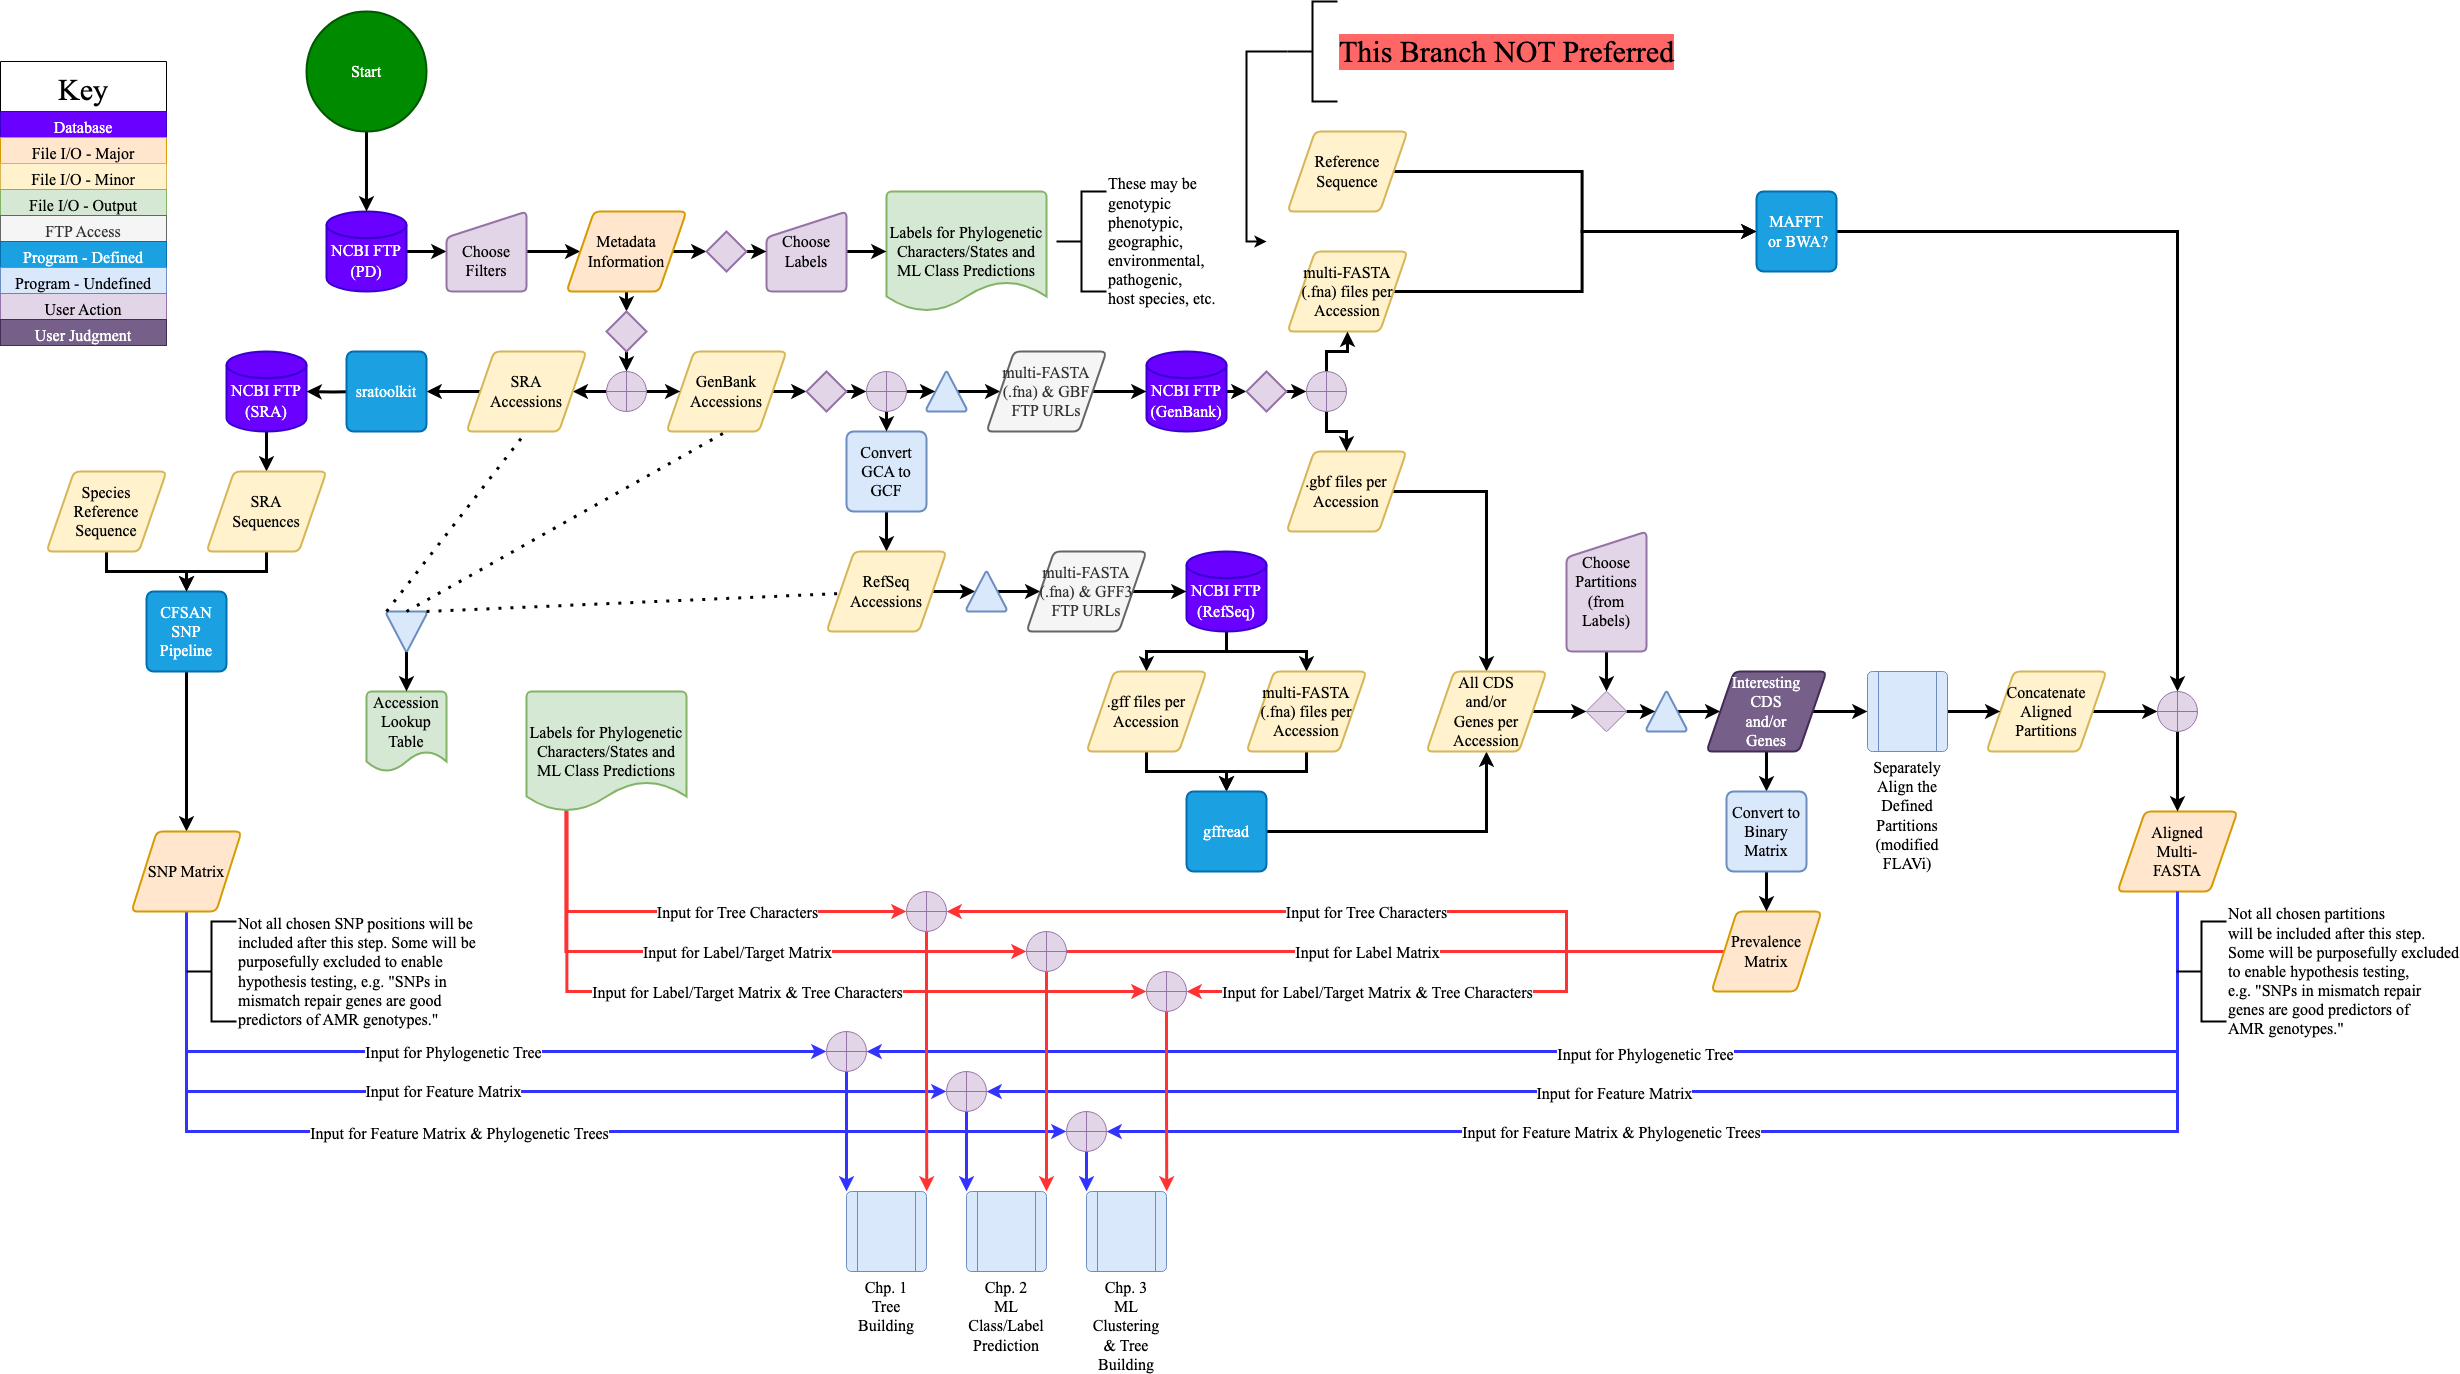 This Branch NOT Preferred
Start
Key
Database
File I/O - Major
File I/O - Minor
File I/O - Output
FTP Access
Program - Defined
Program - Undefined
User Action
User Judgment
NCBI FTP
(PD)
Choose
Filters
Metadata
Information
Choose
Labels
Labels for Phylogenetic
Characters/States and
ML Class Predictions
These may be
genotypic
phenotypic,
geographic,
environmental,
pathogenic,
host species, etc.
Reference
Sequence
multi-FASTA
(.fna) files per
Accession
MAFFT
or BWA?
NCBI FTP
(SRA)
sratoolkit
SRA
Accessions
GenBank
Accessions
multi-FASTA
(.fna) & GBF
FTP URLs
NCBI FTP
(GenBank)
Species
Reference
Sequence
SRA
Sequences
Convert
GCA to
GCF
.gbf files per
Accession
CFSAN
SNP
Pipeline
RefSeq
Accessions
multi-FASTA
(.fna) & GFF3
FTP URLs
NCBI FTP
(RefSeq)
Choose
Partitions
(from
Labels)
Accession
Lookup
Table
Labels for Phylogenetic
Characters/States and
ML Class Predictions
.gff files per
Accession
multi-FASTA
(.fna) files per
Accession
All CDS
and/or
Genes per
Accession
Interesting
CDS
and/or
Genes
Separately
Align the
Defined
Partitions
(modified
FLAVi)
Concatenate
Aligned
Partitions
gffread
Convert to
Binary
Matrix
SNP Matrix
Aligned
Multi-
FASTA
Prevalence
Matrix
Not all chosen SNP positions will be
included after this step. Some will be
purposefully excluded to enable
hypothesis testing, e.g. "SNPs in
mismatch repair genes are good
predictors of AMR genotypes."
Input for Tree Characters
Input for Tree Characters
Input for Label/Target Matrix
Input for Label Matrix
Input for Label/Target Matrix & Tree Characters
Input for Label/Target Matrix & Tree Characters
Not all chosen partitions
will be included after this step.
Some will be purposefully excluded
to enable hypothesis testing,
e.g. "SNPs in mismatch repair
genes are good predictors of
AMR genotypes."
Input for Phylogenetic Tree
Input for Phylogenetic Tree
Input for Feature Matrix
Input for Feature Matrix
Input for Feature Matrix & Phylogenetic Trees
Input for Feature Matrix & Phylogenetic Trees
Chp. 1
Tree
Building
Chp. 2
ML
Class/Label
Prediction
Chp. 3
ML
Clustering
& Tree
Building